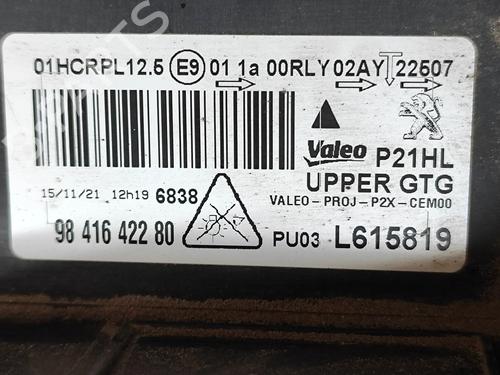 01HCRPL12.5 E9 01 1a 00RLY 02AY 22507
Valeo P21HL
UPPER GTG
15/11/21 12h19 6838
VALEO-PROJ-P2X-CEM00
98 416 422 80
PU03 L615819